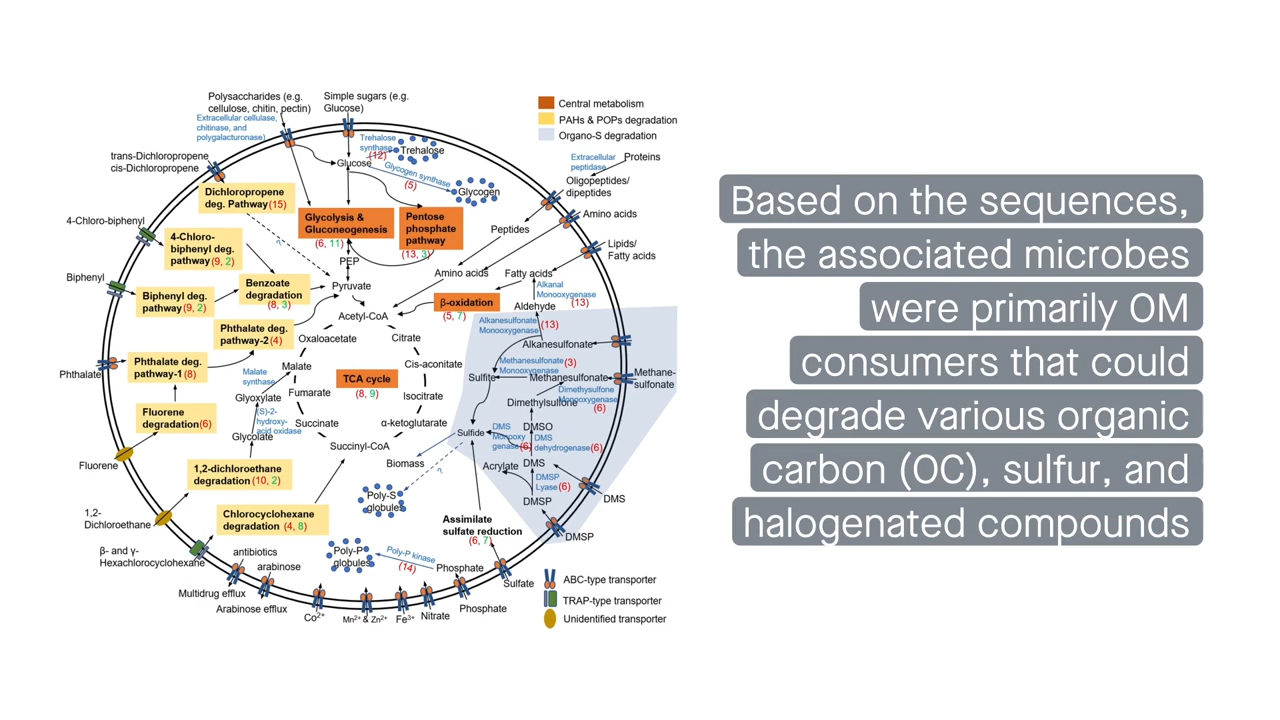 Polysaccharides (e.g.
cellulose, chitin, pectin)
Extracellular cellulase,
chitinase, and
polygalacturonase)
Simple sugars (e.g.
Glucose)
Central metabolism
PAHs & POPs degradation
Organo-S degradation
trans-Dichloropropene
cis-Dichloropropene
Trehalose
synthase
(12)
Trehalose
Glucose
Glycogen synthase
(5)
Glycogen
Extracellular
peptidase
Proteins
Oligopeptides/
dipeptides
Amino acids
Dichloropropene
deg. Pathway(15)
Glycolysis &
Gluconeogenesis
(6, 11)
Pentose
phosphate
pathway
(13, 3)
Peptides
Lipids/
Fatty acids
4-Chloro-biphenyl
4-Chloro-
biphenyl deg.
pathway(9, 2)
?
PEP
Amino acids
Fatty acids
Biphenyl
Biphenyl deg.
pathway(9, 2)
Benzoate
degradation
(8, 3)
Pyruvate
Alkanal
Monooxygenase
(13)
β-oxidation
(5, 7)
Aldehyde
Acetyl-CoA
Phthalate deg.
pathway-2(4)
Alkanesulfonate
Monooxygenase
(13)
Oxaloacetate
Citrate
Alkanesulfonate
Phthalate
Phthalate deg.
pathway-1(8)
Malate
Malate
synthase
Cis-aconitate
Methanesulfonate
Monooxygenase
(3)
TCA cycle
(8, 9)
Sulfite
Methanesulfonate
Methane-
sulfonate
Glyoxylate
Fumarate
Isocitrate
Dimethylsulfone
Monooxygenase
(6)
Dimethylsulfone
Fluorene
degradation(6)
(S)-2-
hydroxy-
acid oxidase
Glycolate
Succinate
α-ketoglutarate
Sulfide
DMS
Monooxy
genase(6)
DMSO
DMS
dehydrogenase(6)
Succinyl-CoA
Fluorene
1,2-dichloroethane
degradation (10, 2)
Biomass
?
Acrylate
DMS
DMSP
Lyase(6)
DMS
Poly-S
globules
DMSP
1,2-
Dichloroethane
Chlorocyclohexane
degradation (4, 8)
Assimilate
sulfate reduction
(6, 7)
DMSP
β- and γ-
Hexachlorocyclohexane
antibiotics
arabinose
Poly-P
globules
Poly-P kinase
(14)
Phosphate
Sulfate
Multidrug efflux
Arabinose efflux
Co2+
Mn2+ & Zn2+
Fe3+
Nitrate
Phosphate
ABC-type transporter
TRAP-type transporter
Unidentified transporter
Based on the sequences,
the associated microbes
were primarily OM
consumers that could
degrade various organic
carbon (OC), sulfur, and
halogenated compounds